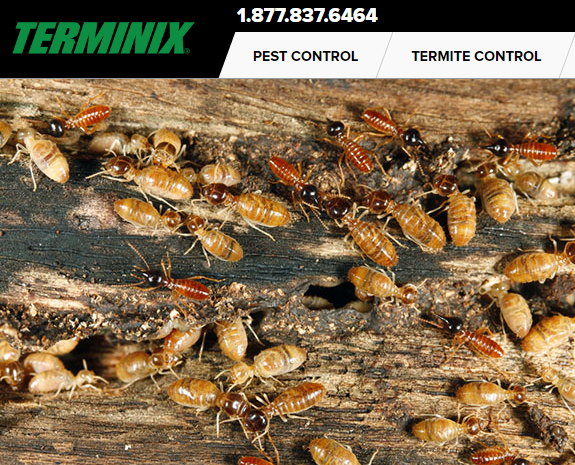 1.877.837.6464
TERMINIX®
PEST CONTROL
TERMITE CONTROL